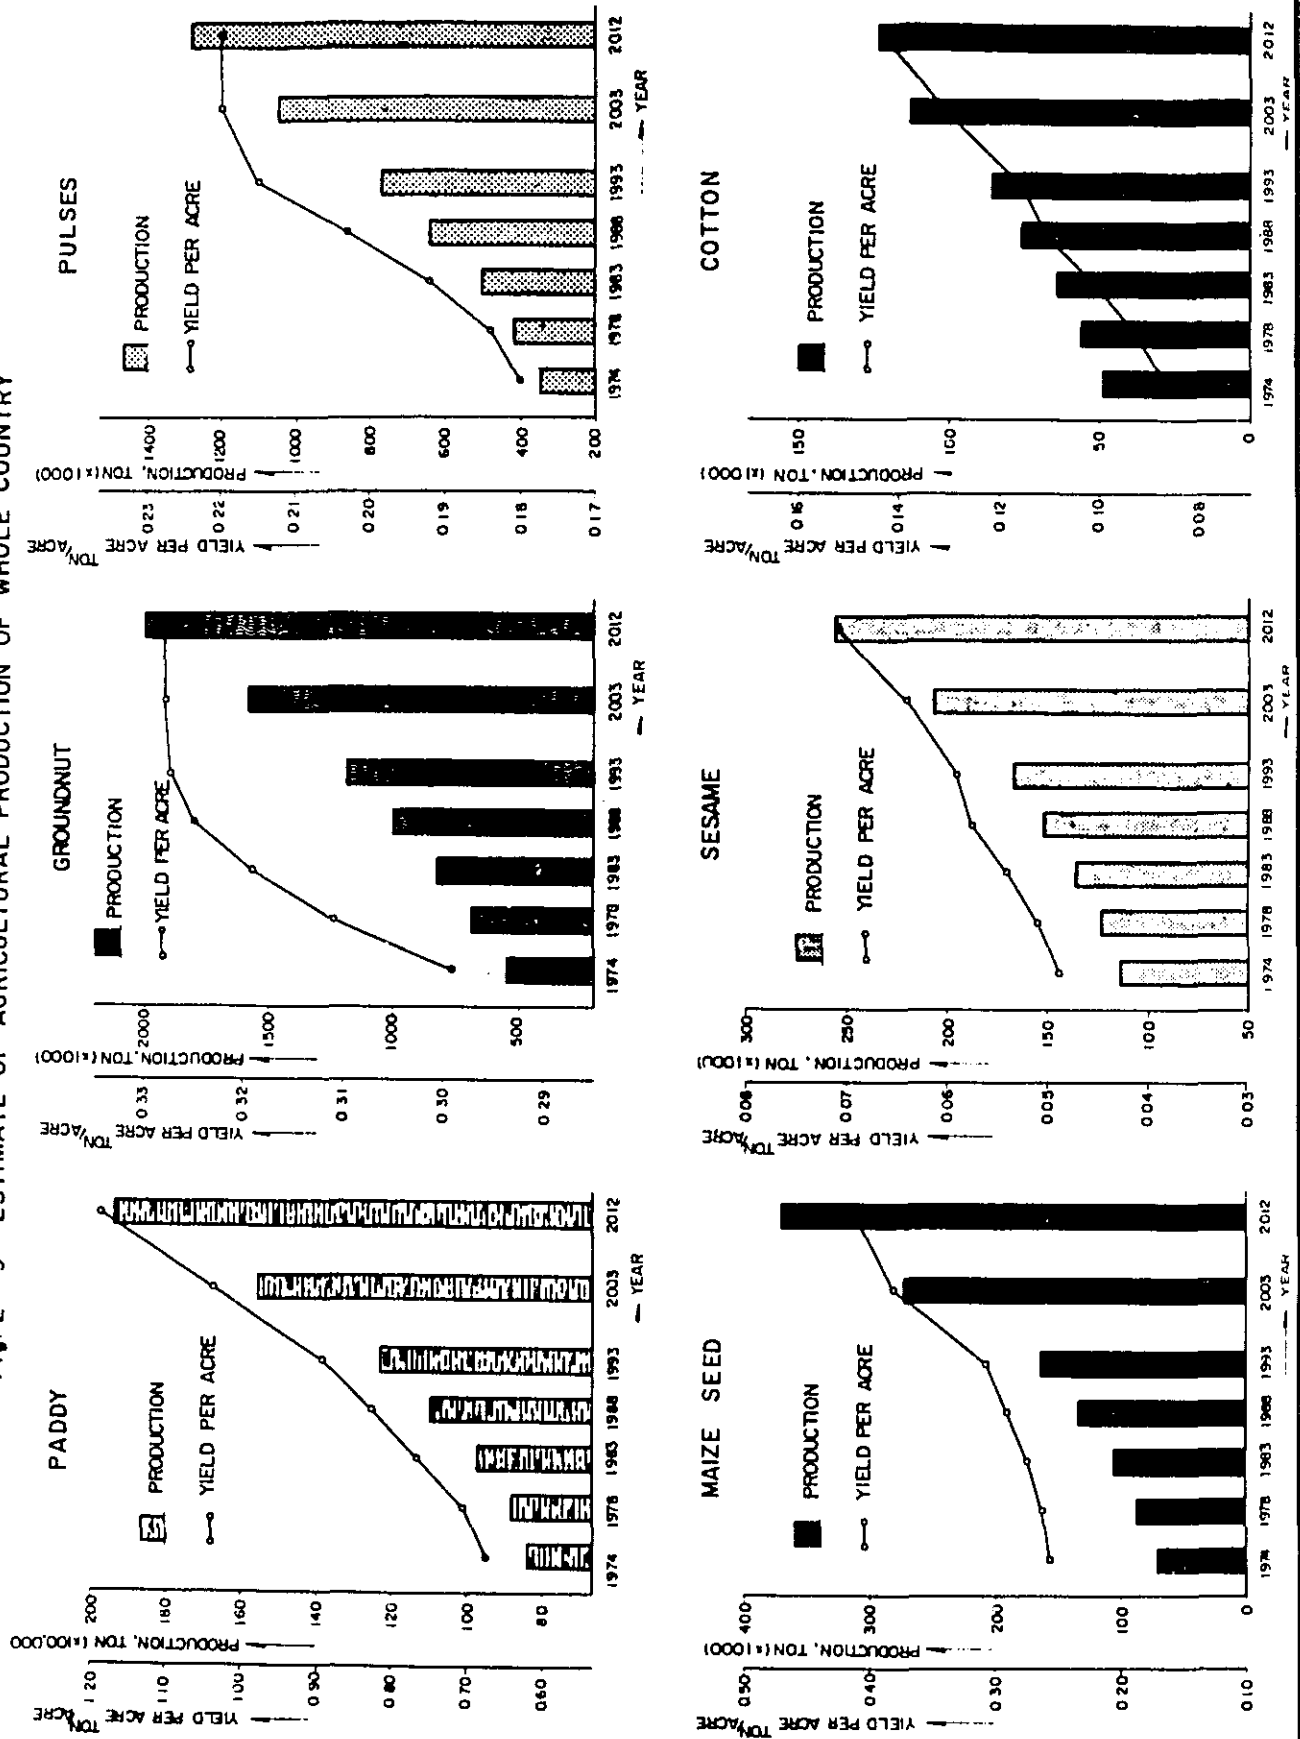 ESTIMATE OF AGRICULTURAL PRODUCTION OF WHOLE COUNTRY
PADDY
PRODUCTION
YIELD PER ACRE
YIELD PER ACRE TON/ACRE
1 20
1 10
1 00
0 90
0 80
0 70
0 60
PRODUCTION, TON (x100,000
200
180
160
140
120
100
80
1974
1978
1983
1988
1993
2003
2012
YEAR
GROUNDNUT
PRODUCTION
YIELD PER ACRE
YIELD PER ACRE TON/ACRE
0 33
0 32
0 31
0 30
0 29
PRODUCTION, TON (x1000)
2000
1500
1000
500
1974
1978
1983
1988
1993
2003
2012
YEAR
PULSES
PRODUCTION
YIELD PER ACRE
YIELD PER ACRE TON/ACRE
0 23
0 22
0 21
0 20
0 19
0 18
0 17
PRODUCTION, TON (x1000)
1400
1200
1000
800
600
400
200
1974
1978
1983
1988
1993
2003
2012
YEAR
MAIZE SEED
PRODUCTION
YIELD PER ACRE
YIELD PER ACRE TON/ACRE
0 50
0 40
0 30
0 20
0 10
PRODUCTION, TON (x1000)
400
300
200
100
0
1974
1978
1983
1988
1993
2003
2012
YEAR
SESAME
PRODUCTION
YIELD PER ACRE
YIELD PER ACRE TON/ACRE
0 08
0 07
0 06
0 05
0 04
0 03
PRODUCTION, TON (x1000)
300
250
200
150
100
50
1974
1978
1983
1988
1993
2003
2012
YEAR
COTTON
PRODUCTION
YIELD PER ACRE
YIELD PER ACRE TON/ACRE
0 16
0 14
0 12
0 10
0 08
PRODUCTION, TON (x1000)
150
100
50
0
1974
1978
1983
1988
1993
2003
2012
YEAR